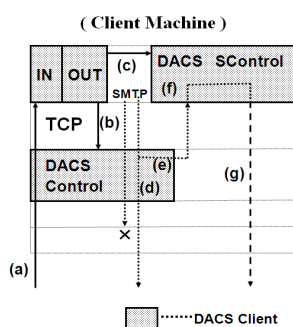 ( Client Machine )
IN OUT
(c)
DACS SControl
(f)
SMTP
TCP
(b)
DACS Control
(e)
(d)
(g)
×
(a)
DACS Client